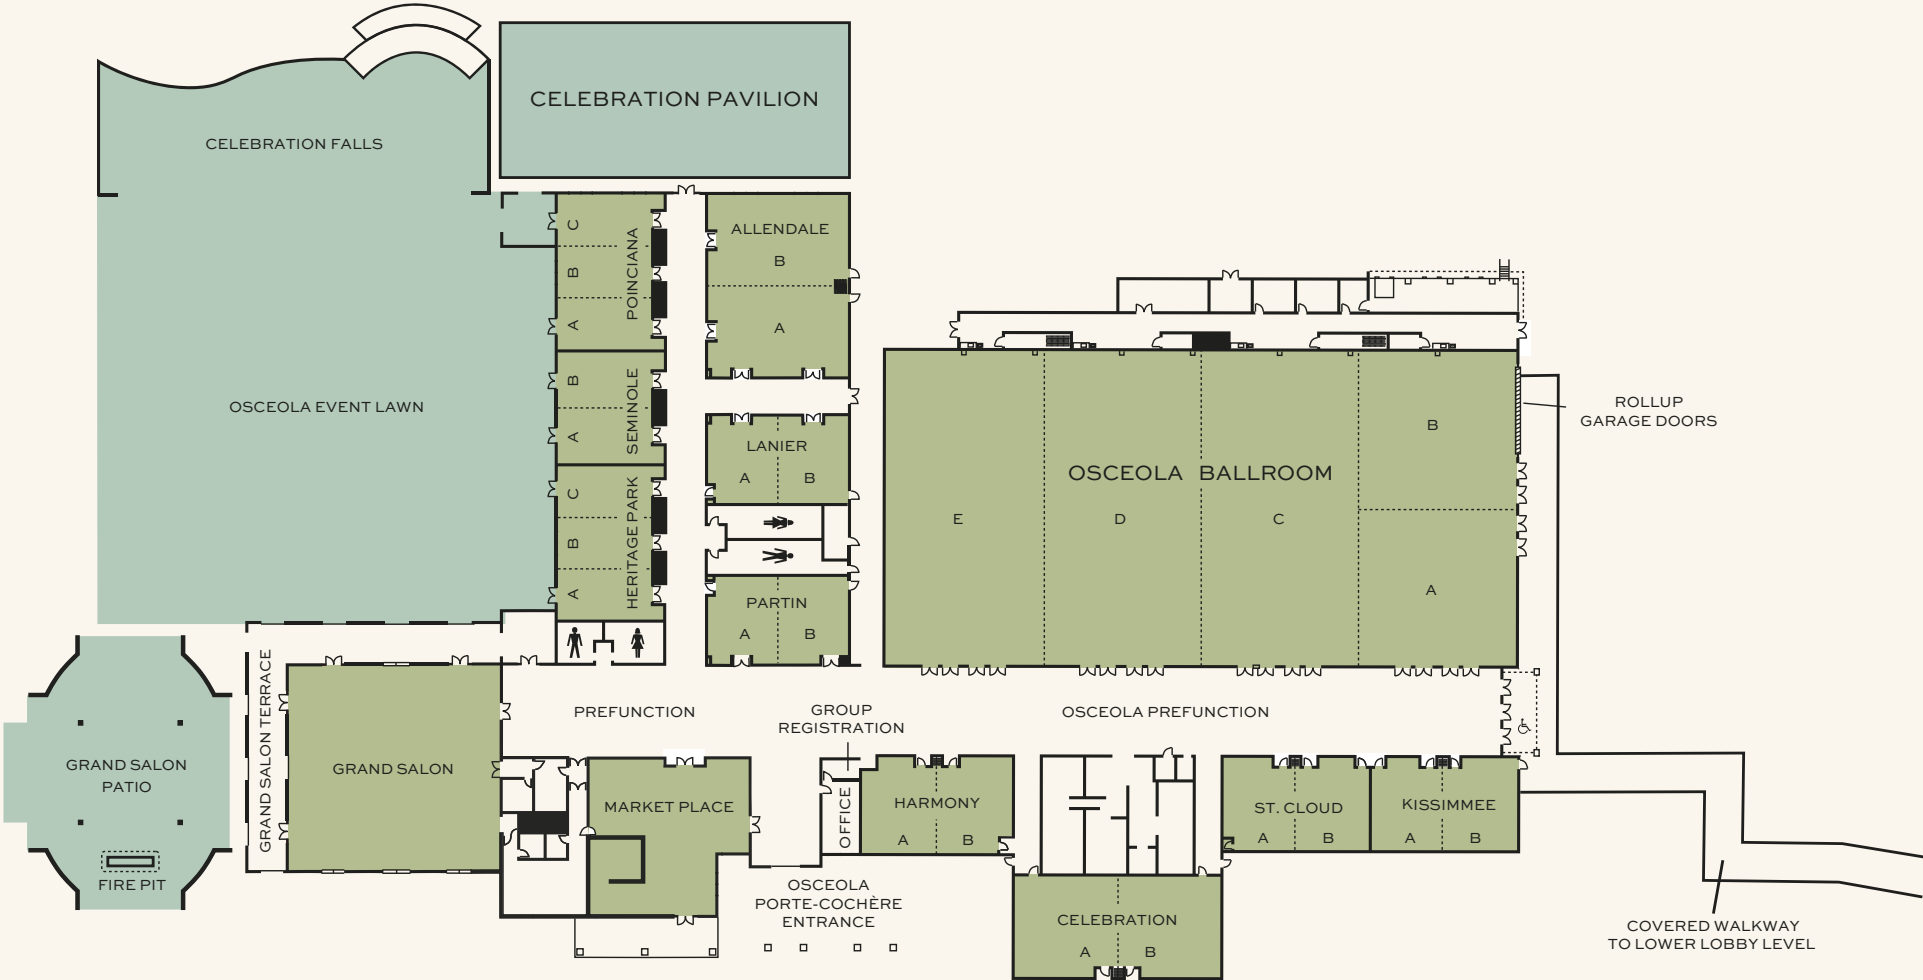 CELEBRATION PAVILION
CELEBRATION FALLS
OSCEOLA EVENT LAWN
POINCIANA
C
B
A
SEMINOLE
B
A
HERITAGE PARK
C
B
A
ALLENDALE
B
A
LANIER
A
B
PARTIN
A
B
OSCEOLA BALLROOM
E
D
C
B
A
ROLLUP
GARAGE DOORS
GRAND SALON
PATIO
FIRE PIT
GRAND SALON TERRACE
GRAND SALON
PREFUNCTION
GROUP
REGISTRATION
OSCEOLA PREFUNCTION
MARKET PLACE
OFFICE
HARMONY
A
B
OSCEOLA
PORTE-COCHÈRE
ENTRANCE
CELEBRATION
A
B
ST. CLOUD
A
B
KISSIMMEE
A
B
COVERED WALKWAY
TO LOWER LOBBY LEVEL